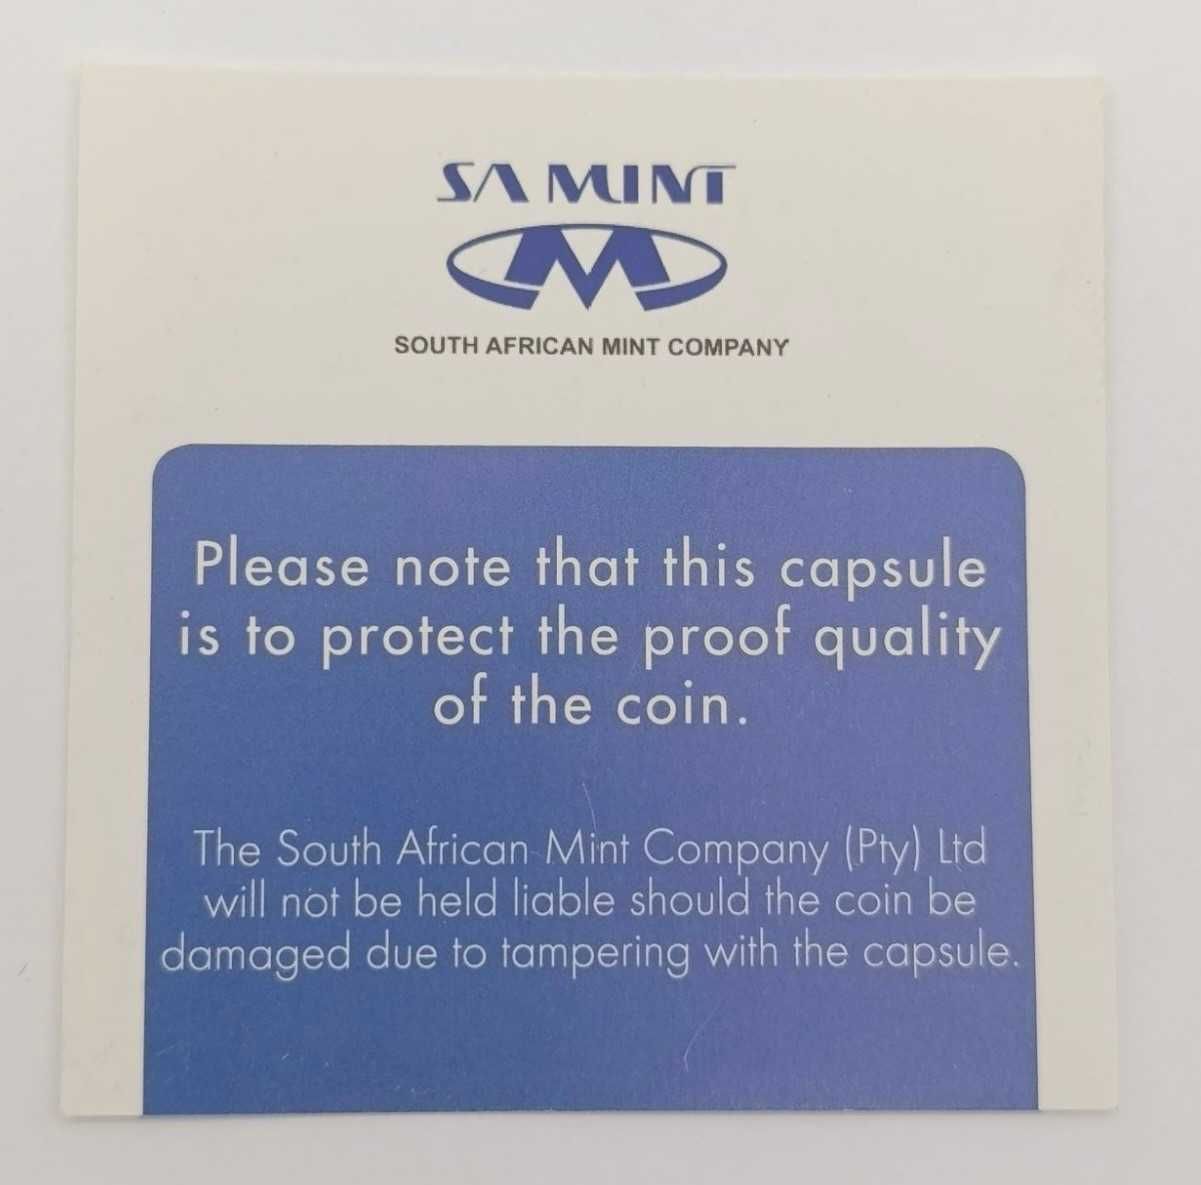 SA MINT
SOUTH AFRICAN MINT COMPANY
Please note that this capsule
is to protect the proof quality
of the coin.
The South African Mint Company (Pty) Ltd
will not be held liable should the coin be
damaged due to tampering with the capsule.